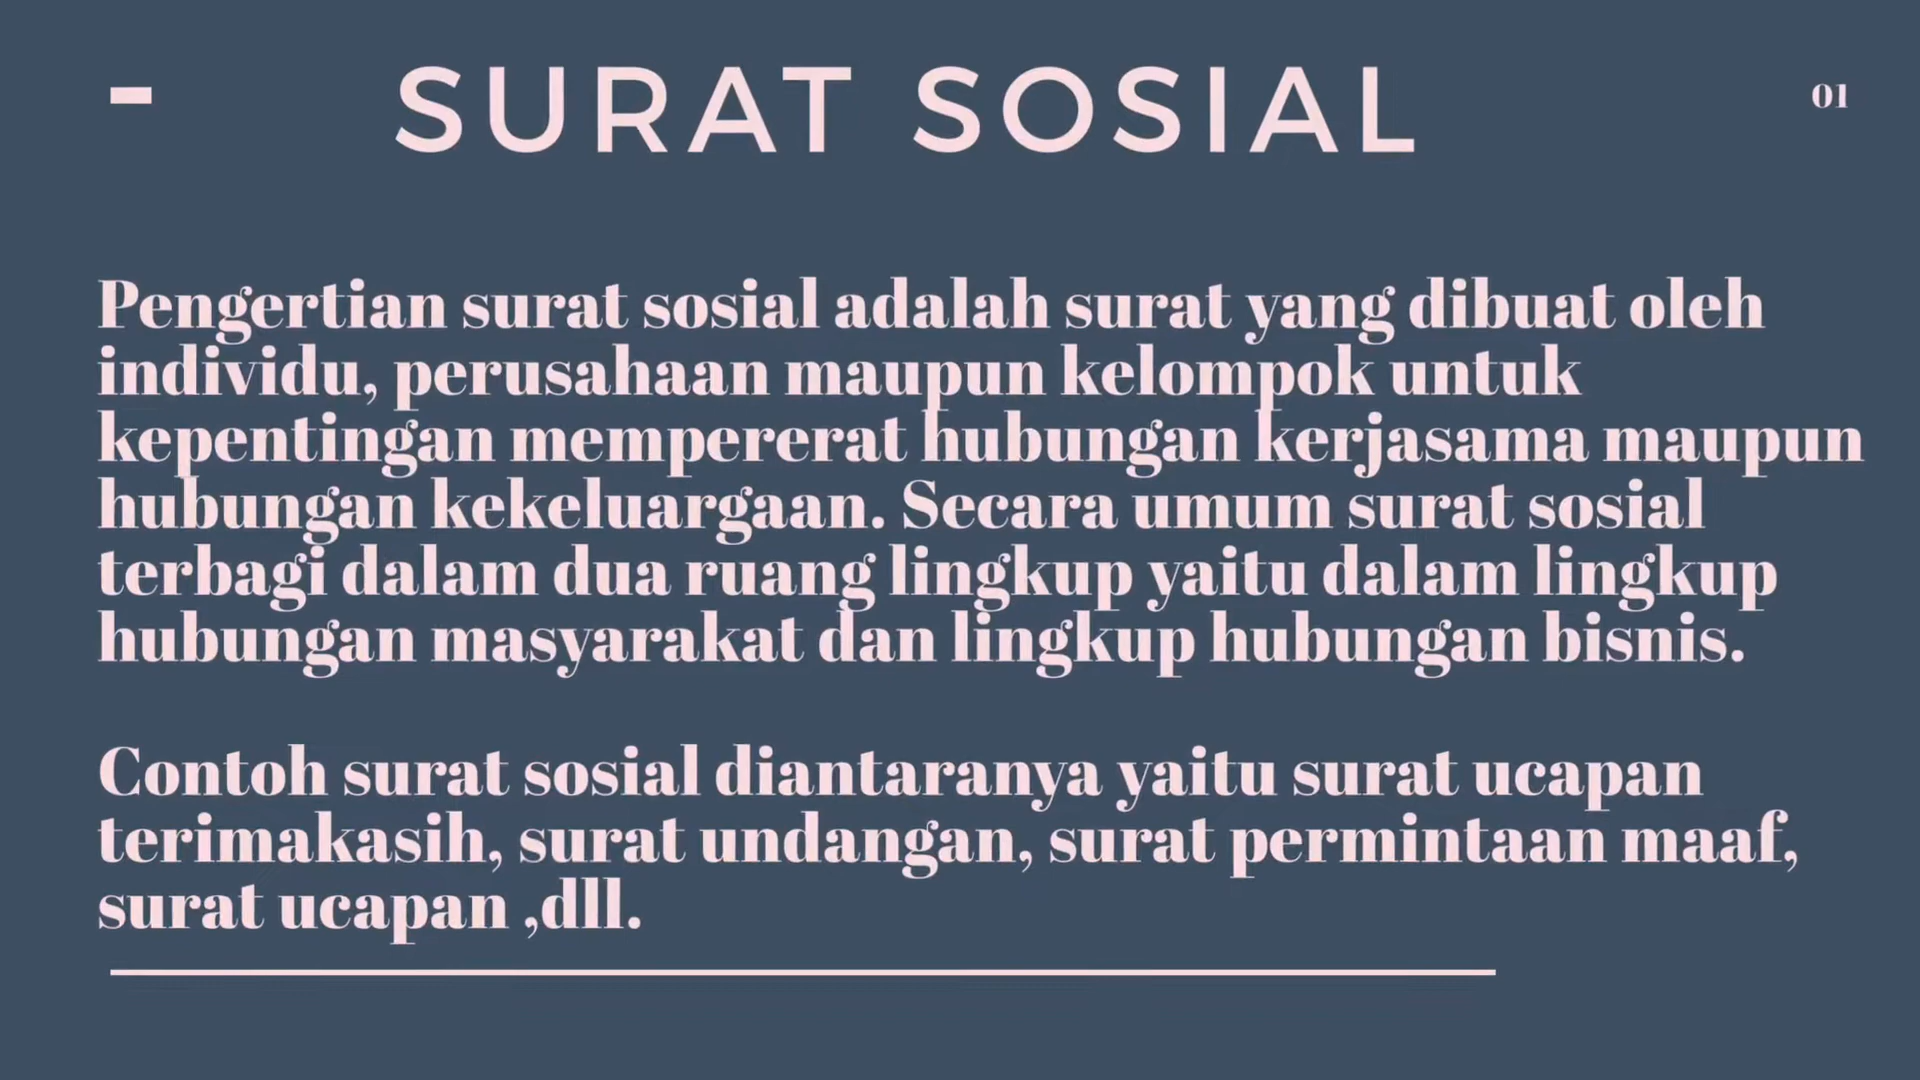 SURAT SOSIAL
01
Pengertian surat sosial adalah surat yang dibuat oleh
individu, perusahaan maupun kelompok untuk
kepentingan mempererat hubungan kerjasama maupun
hubungan kekeluargaan. Secara umum surat sosial
terbagi dalam dua ruang lingkup yaitu dalam lingkup
hubungan masyarakat dan lingkup hubungan bisnis.
Contoh surat sosial diantaranya yaitu surat ucapan
terimakasih, surat undangan, surat permintaan maaf,
surat ucapan ,dll.